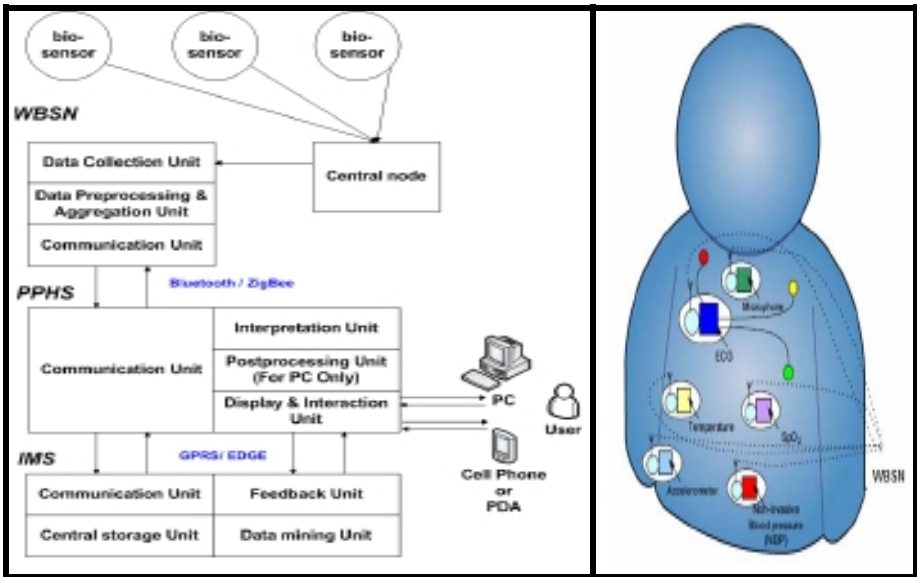 bio-
sensor
bio-
sensor
bio-
sensor
WBSN
Data Collection Unit
Central node
Data Preprocessing &
Aggregation Unit
Communication Unit
Bluetooth / ZigBee
PPHS
Communication Unit
Interpretation Unit
Postprocessing Unit
(For PC Only)
Display & Interaction
Unit
PC
User
Cell Phone
or
PDA
IMS
GPRS/ EDGE
Communication Unit
Feedback Unit
Central storage Unit
Data mining Unit
Microphone
ECG
Temperature
SpO₂
Accelerometer
Non-invasive
Blood pressure
(NBP)
WBSN